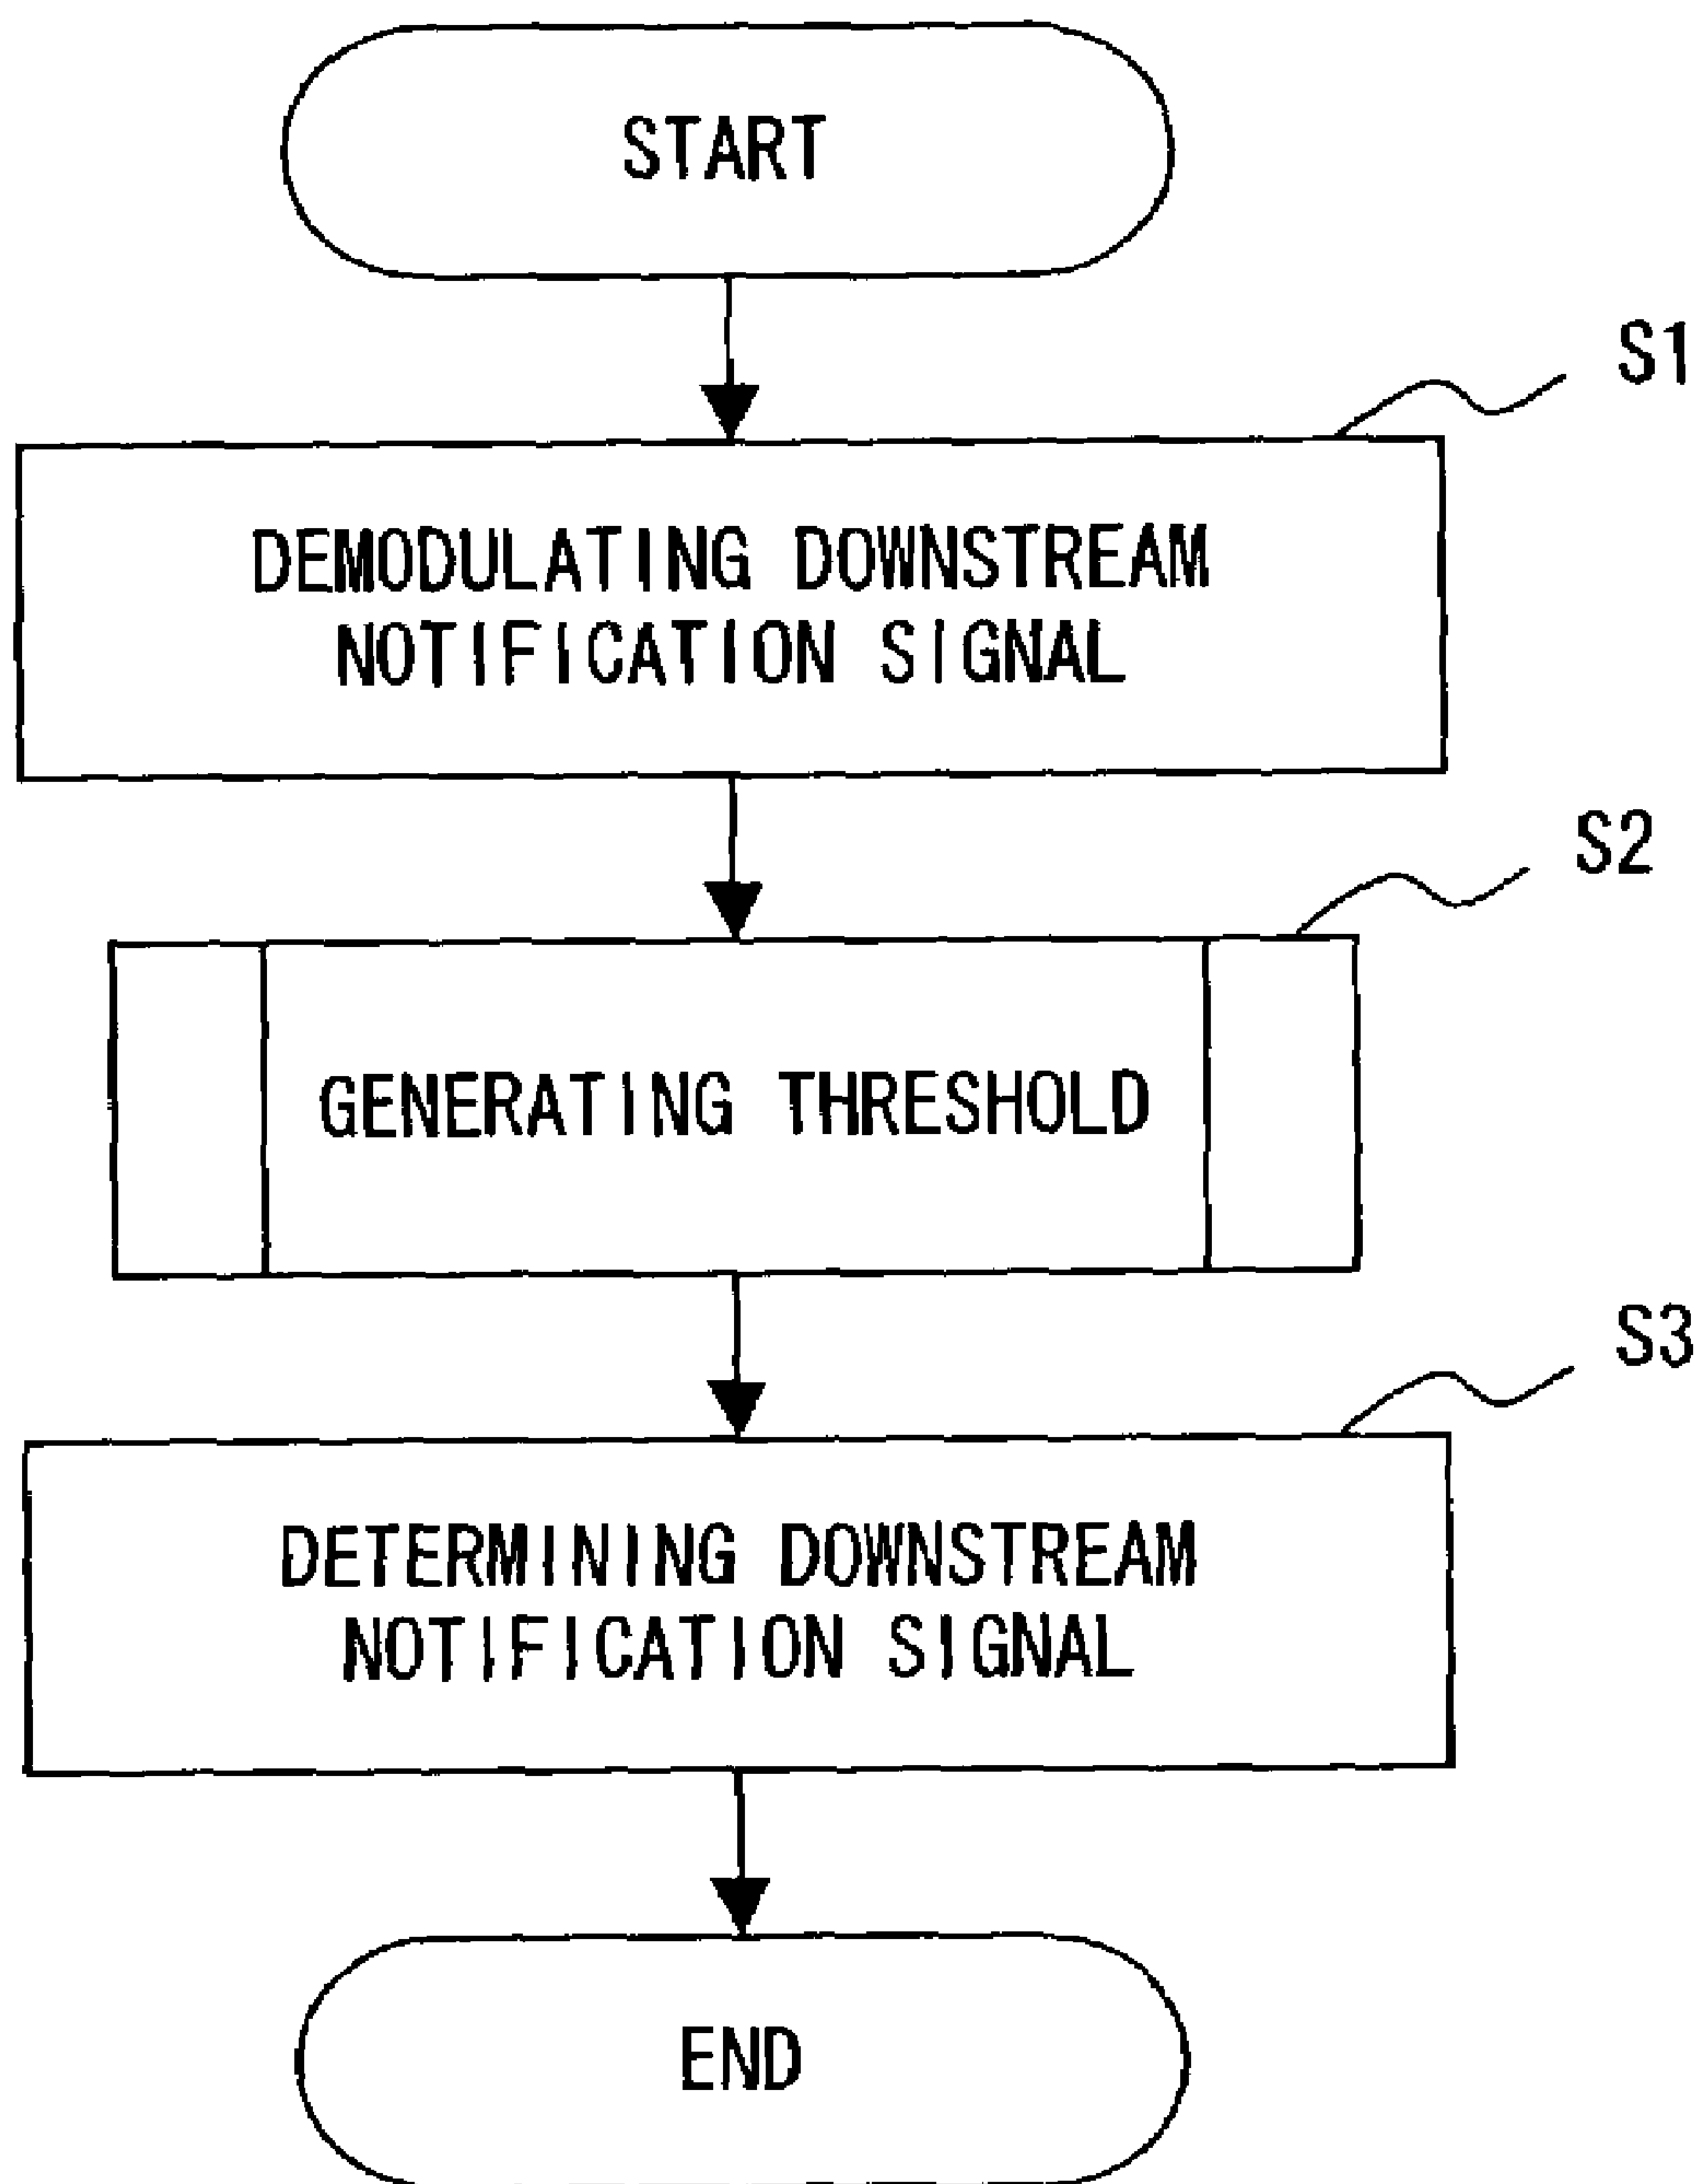 START
S1
DEMODULATING DOWNSTREAM
NOTIFICATION SIGNAL
S2
GENERATING THRESHOLD
S3
DETERMINING DOWNSTREAM
NOTIFICATION SIGNAL
END